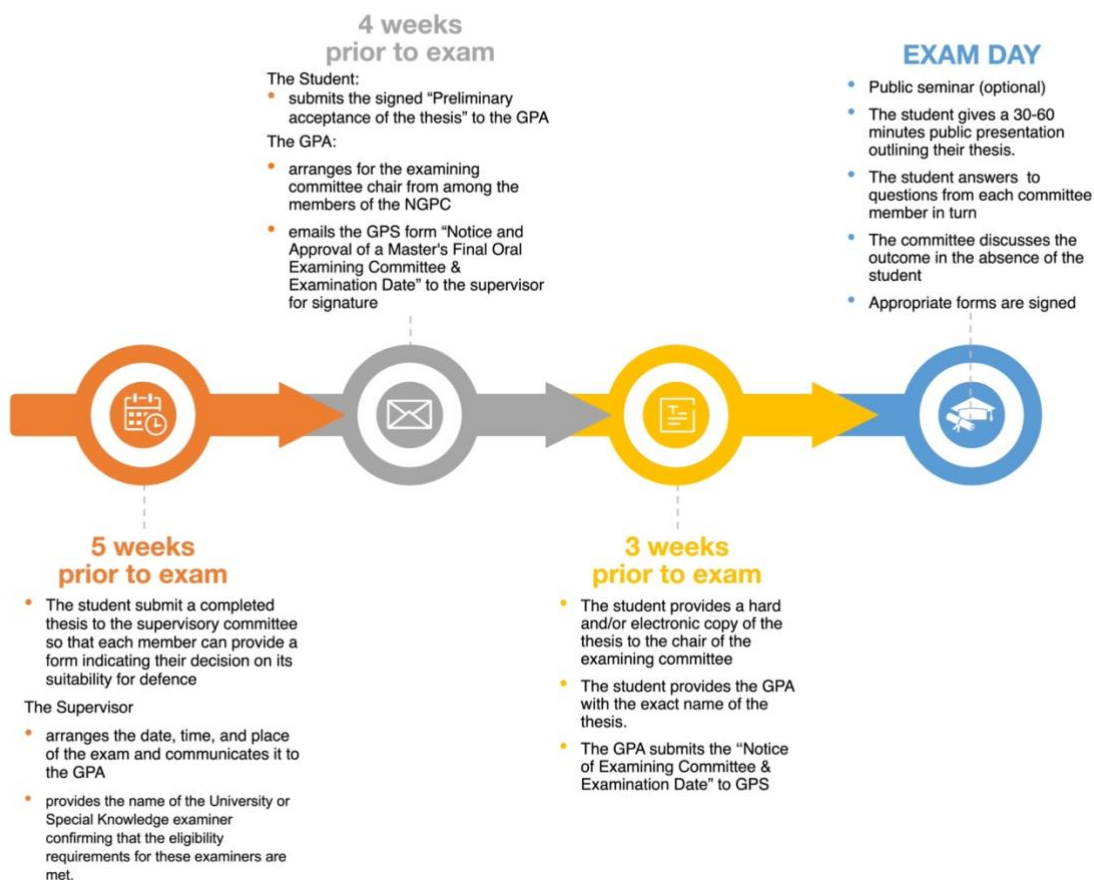 5 weeks
prior to exam
• The student submit a completed
thesis to the supervisory committee
so that each member can provide a
form indicating their decision on its
suitability for defence
The Supervisor
• arranges the date, time, and place
of the exam and communicates it to
the GPA
• provides the name of the University or
Special Knowledge examiner
confirming that the eligibility
requirements for these examiners are
met.
4 weeks
prior to exam
The Student:
• submits the signed “Preliminary
acceptance of the thesis” to the GPA
The GPA:
• arranges for the examining
committee chair from among the
members of the NGPC
• emails the GPS form “Notice and
Approval of a Master's Final Oral
Examining Committee &
Examination Date” to the supervisor
for signature
3 weeks
prior to exam
• The student provides a hard
and/or electronic copy of the
thesis to the chair of the
examining committee
• The student provides the GPA
with the exact name of the
thesis.
• The GPA submits the “Notice
of Examining Committee &
Examination Date” to GPS
EXAM DAY
• Public seminar (optional)
• The student gives a 30-60
minutes public presentation
outlining their thesis.
• The student answers to
questions from each committee
member in turn
• The committee discusses the
outcome in the absence of the
student
• Appropriate forms are signed